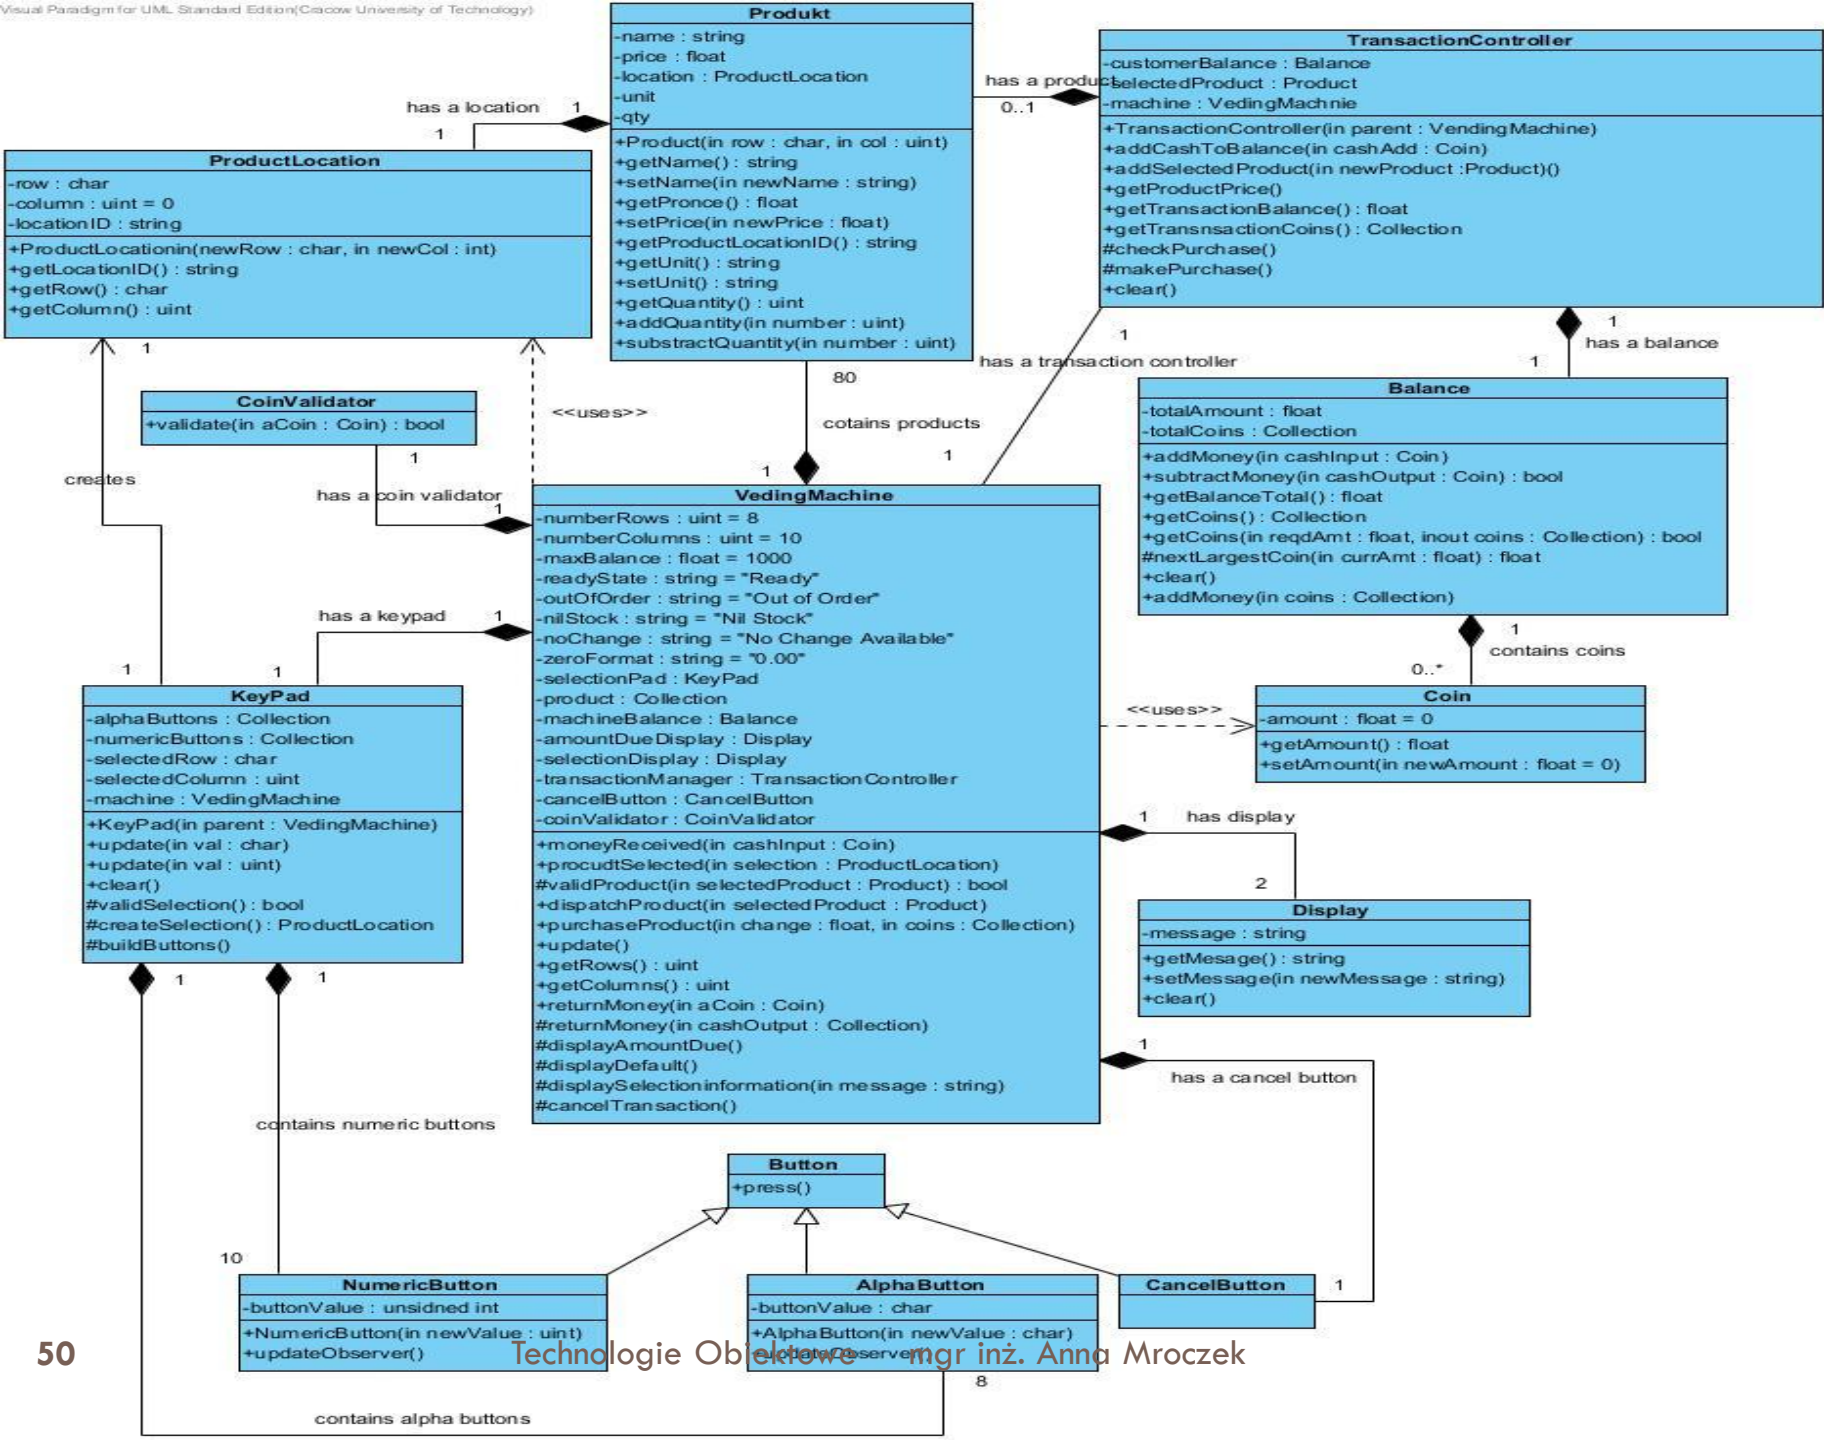 Visual Paradigm for UML Standard Edition(Cracow University of Technology)
Produkt
-name : string
-price : float
-location : ProductLocation
-unit
-qty
+Product(in row : char, in col : uint)
+getName() : string
+setName(in newName : string)
+getPronce() : float
+setPrice(in newPrice : float)
+getProductLocationID() : string
+getUnit() : string
+setUnit() : string
+getQuantity() : uint
+addQuantity(in number : uint)
+substractQuantity(in number : uint)
has a product
0..1
TransactionController
-customerBalance : Balance
-selectedProduct : Product
-machine : VedingMachnie
+TransactionController(in parent : VendingMachine)
+addCashToBalance(in cashAdd : Coin)
+addSelectedProduct(in newProduct :Product)()
+getProductPrice()
+getTransactionBalance() : float
+getTransnsactionCoins() : Collection
#checkPurchase()
#makePurchase()
+clear()
has a location
1
1
ProductLocation
-row : char
-column : uint = 0
-locationID : string
+ProductLocationin(newRow : char, in newCol : int)
+getLocationID() : string
+getRow() : char
+getColumn() : uint
1
<<uses>>
80
cotains products
1
1
has a transaction controller
1
1
has a balance
1
CoinValidator
+validate(in aCoin : Coin) : bool
1
has a coin validator
1
creates
Balance
-totalAmount : float
-totalCoins : Collection
+addMoney(in cashInput : Coin)
+subtractMoney(in cashOutput : Coin) : bool
+getBalanceTotal() : float
+getCoins() : Collection
+getCoins(in reqdAmt : float, inout coins : Collection) : bool
#nextLargestCoin(in currAmt : float) : float
+clear()
+addMoney(in coins : Collection)
1
contains coins
0..*
VedingMachine
-numberRows : uint = 8
-numberColumns : uint = 10
-maxBalance : float = 1000
-readyState : string = "Ready"
-outOfOrder : string = "Out of Order"
-nilStock : string = "Nil Stock"
-noChange : string = "No Change Available"
-zeroFormat : string = "0.00"
-selectionPad : KeyPad
-product : Collection
-machineBalance : Balance
-amountDueDisplay : Display
-selectionDisplay : Display
-transactionManager : TransactionController
-cancelButton : CancelButton
-coinValidator : CoinValidator
+moneyReceived(in cashInput : Coin)
+procudtSelected(in selection : ProductLocation)
#validProduct(in selectedProduct : Product) : bool
+dispatchProduct(in selectedProduct : Product)
+purchaseProduct(in change : float, in coins : Collection)
+update()
+getRows() : uint
+getColumns() : uint
+returnMoney(in aCoin : Coin)
#returnMoney(in cashOutput : Collection)
#displayAmountDue()
#displayDefault()
#displaySelectioninformation(in message : string)
#cancelTransaction()
has a keypad
1
1
1
KeyPad
-alphaButtons : Collection
-numericButtons : Collection
-selectedRow : char
-selectedColumn : uint
-machine : VedingMachine
+KeyPad(in parent : VedingMachine)
+update(in val : char)
+update(in val : uint)
+clear()
#validSelection() : bool
#createSelection() : ProductLocation
#buildButtons()
1
1
<<uses>>
Coin
-amount : float = 0
+getAmount() : float
+setAmount(in newAmount : float = 0)
1
has display
2
Display
-message : string
+getMesage() : string
+setMessage(in newMessage : string)
+clear()
1
has a cancel button
contains numeric buttons
Button
+press()
10
NumericButton
-buttonValue : unsidned int
+NumericButton(in newValue : uint)
+updateObserver()
AlphaButton
-buttonValue : char
+AlphaButton(in newValue : char)
+updateObserver()
CancelButton
1
50
Technologie Obiektowe mgr inż. Anna Mroczek
8
contains alpha buttons